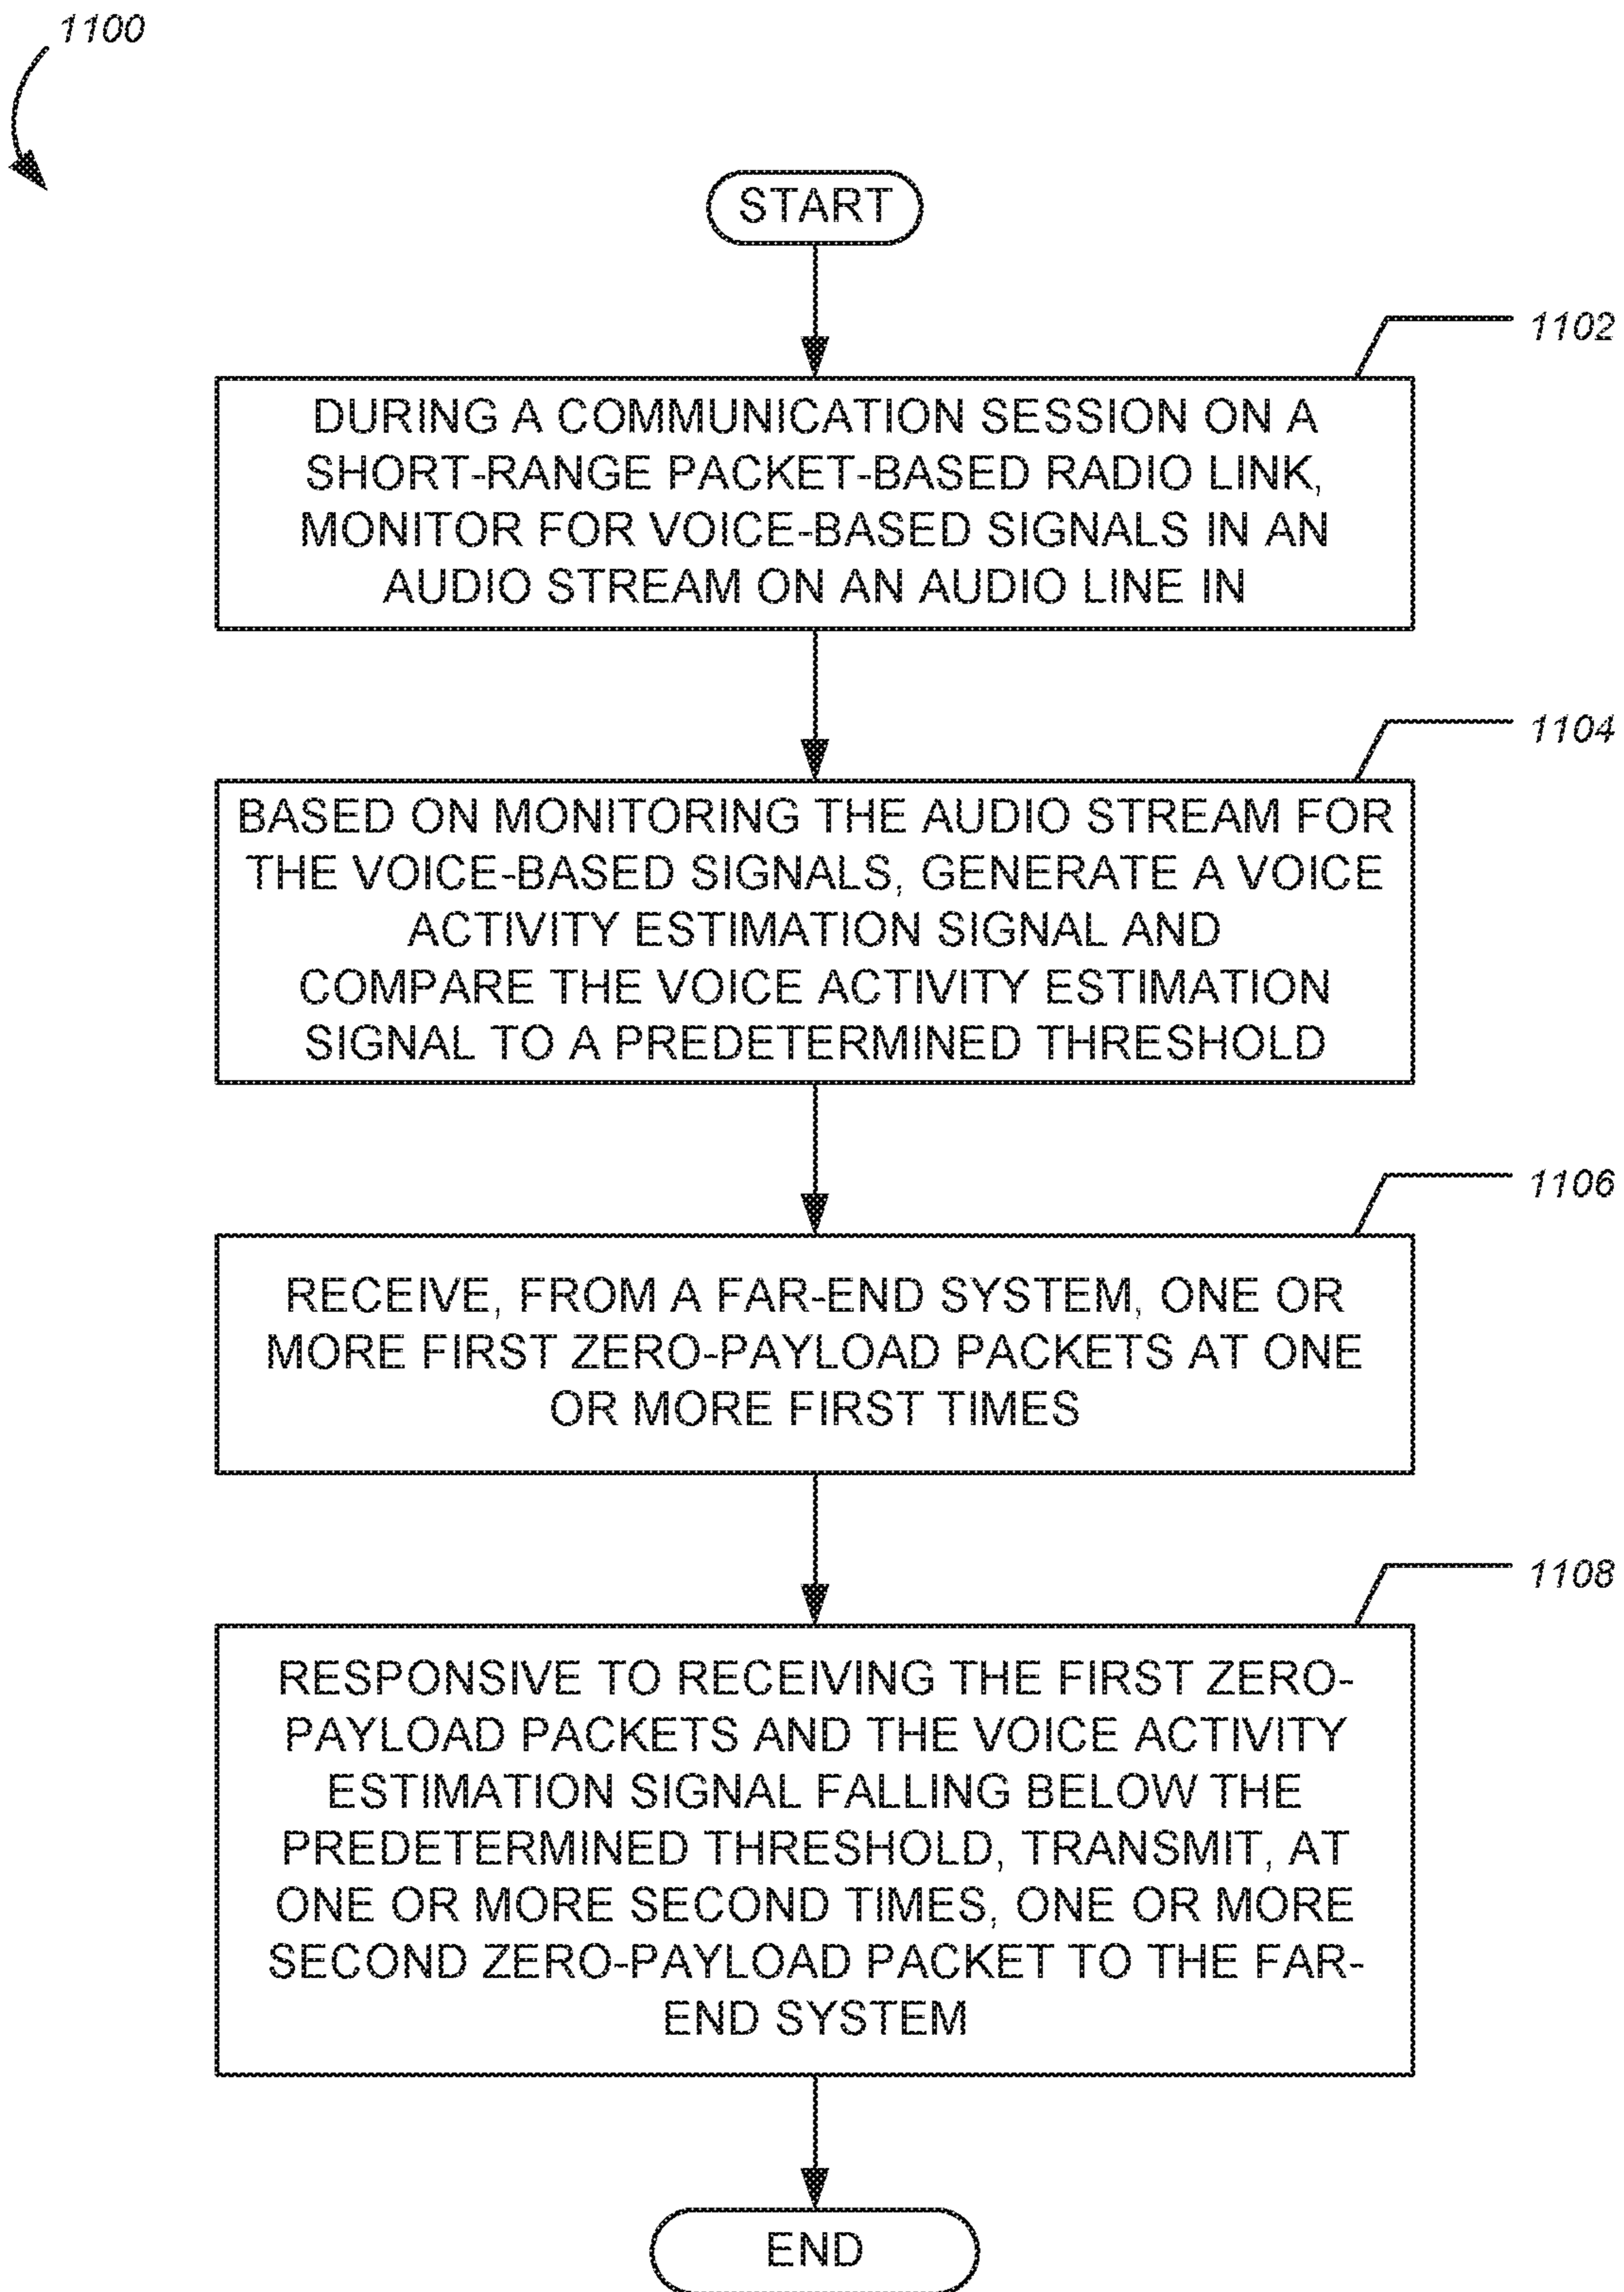 1100
START
1102
DURING A COMMUNICATION SESSION ON A
SHORT-RANGE PACKET-BASED RADIO LINK,
MONITOR FOR VOICE-BASED SIGNALS IN AN
AUDIO STREAM ON AN AUDIO LINE IN
1104
BASED ON MONITORING THE AUDIO STREAM FOR
THE VOICE-BASED SIGNALS, GENERATE A VOICE
ACTIVITY ESTIMATION SIGNAL AND
COMPARE THE VOICE ACTIVITY ESTIMATION
SIGNAL TO A PREDETERMINED THRESHOLD
1106
RECEIVE, FROM A FAR-END SYSTEM, ONE OR
MORE FIRST ZERO-PAYLOAD PACKETS AT ONE
OR MORE FIRST TIMES
1108
RESPONSIVE TO RECEIVING THE FIRST ZERO-
PAYLOAD PACKETS AND THE VOICE ACTIVITY
ESTIMATION SIGNAL FALLING BELOW THE
PREDETERMINED THRESHOLD, TRANSMIT, AT
ONE OR MORE SECOND TIMES, ONE OR MORE
SECOND ZERO-PAYLOAD PACKET TO THE FAR-
END SYSTEM
END